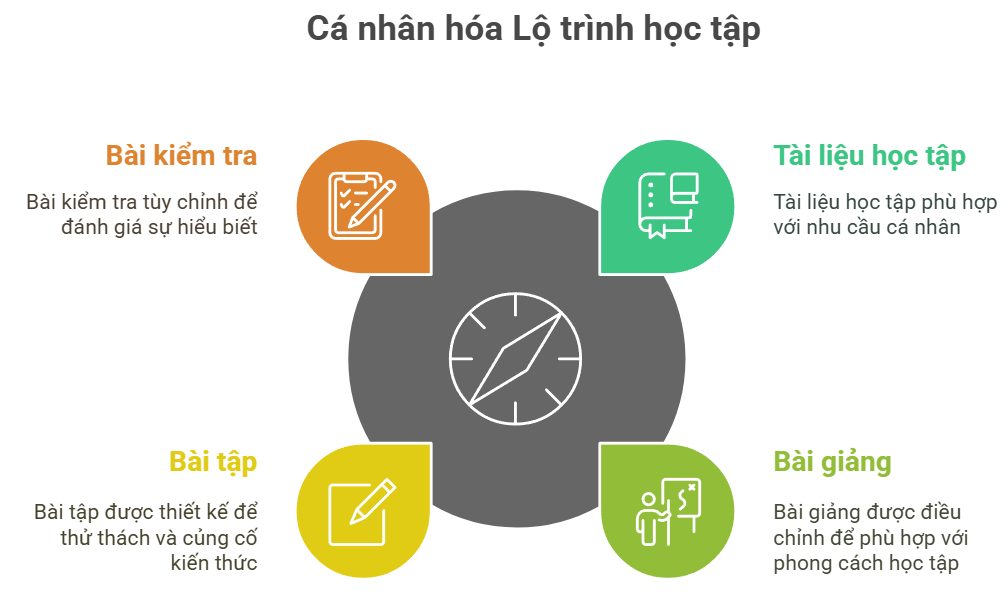 Cá nhân hóa Lộ trình học tập
Bài kiểm tra
Bài kiểm tra tùy chỉnh để
đánh giá sự hiểu biết
Tài liệu học tập
Tài liệu học tập phù hợp
với nhu cầu cá nhân
Bài tập
Bài tập được thiết kế để
thử thách và củng cố
kiến thức
Bài giảng
Bài giảng được điều
chỉnh để phù hợp với
phong cách học tập